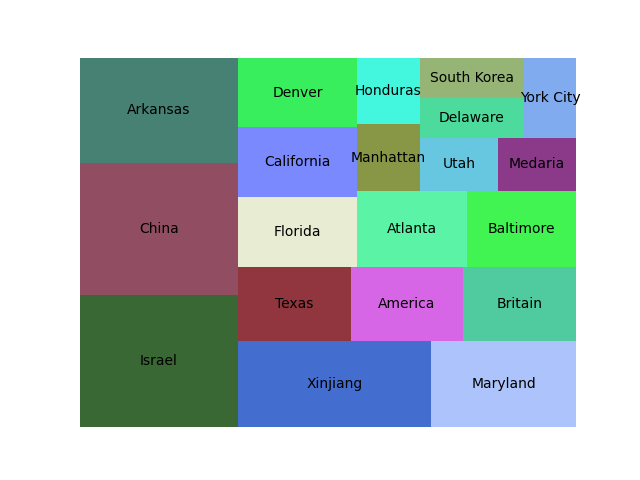 Arkansas
Denver
Honduras
South Korea
York City
Delaware
California
Manhattan
Utah
Medaria
China
Florida
Atlanta
Baltimore
Texas
America
Britain
Israel
Xinjiang
Maryland